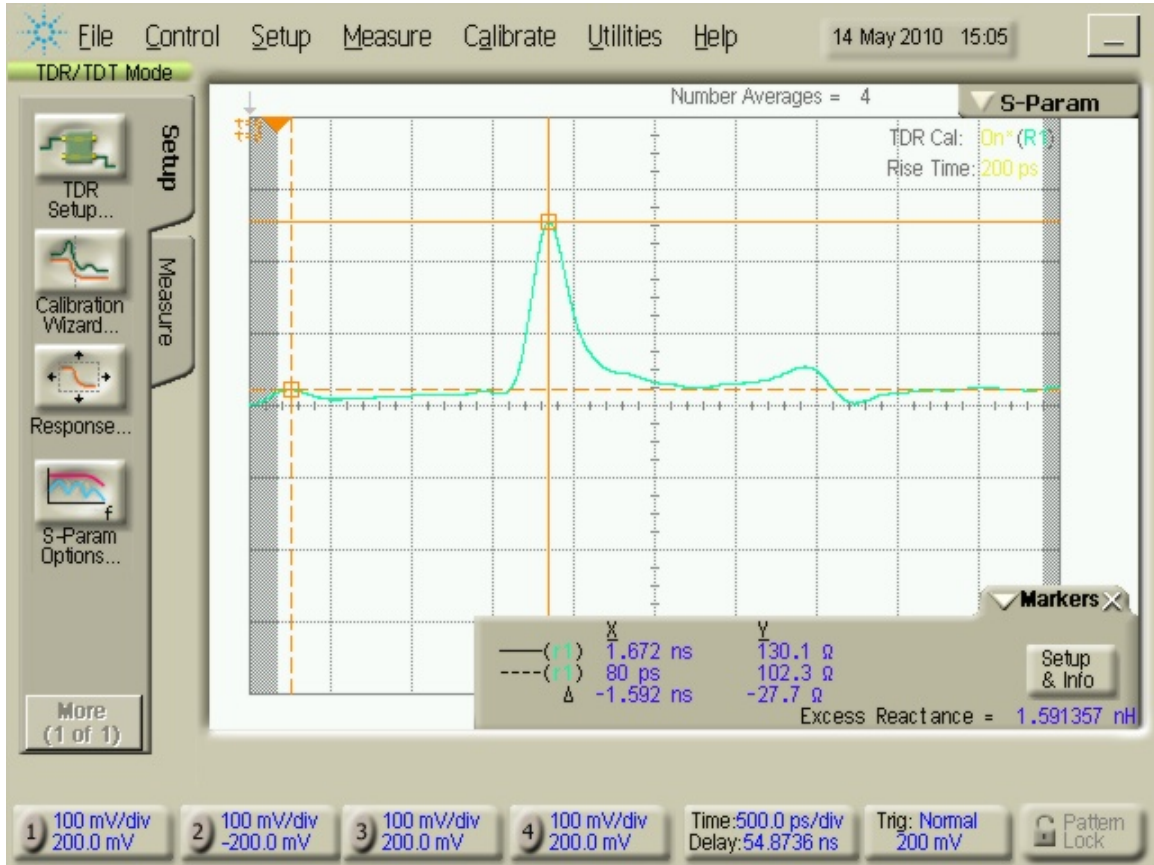 File Control Setup Measure Calibrate Utilities Help 14 May 2010 15:05
TDR/TDT Mode
Number Averages = 4
S-Param
TDR Cal: On* (R1)
Rise Time: 200 ps
Setup
Measure
TDR
Setup...
Calibration
Wizard...
Response...
f
S-Param
Options...
More
(1 of 1)
Markers
X Y
(r1) 1.672 ns 130.1 Ω
(r1) 80 ps 102.3 Ω
Δ -1.592 ns -27.7 Ω
Setup
& Info
Excess Reactance = 1.591357 nH
1 100 mV/div
200.0 mV
2 100 mV/div
-200.0 mV
3 100 mV/div
200.0 mV
4 100 mV/div
200.0 mV
Time:500.0 ps/div
Delay:54.8736 ns
Trig: Normal
200 mV
Pattern
Lock